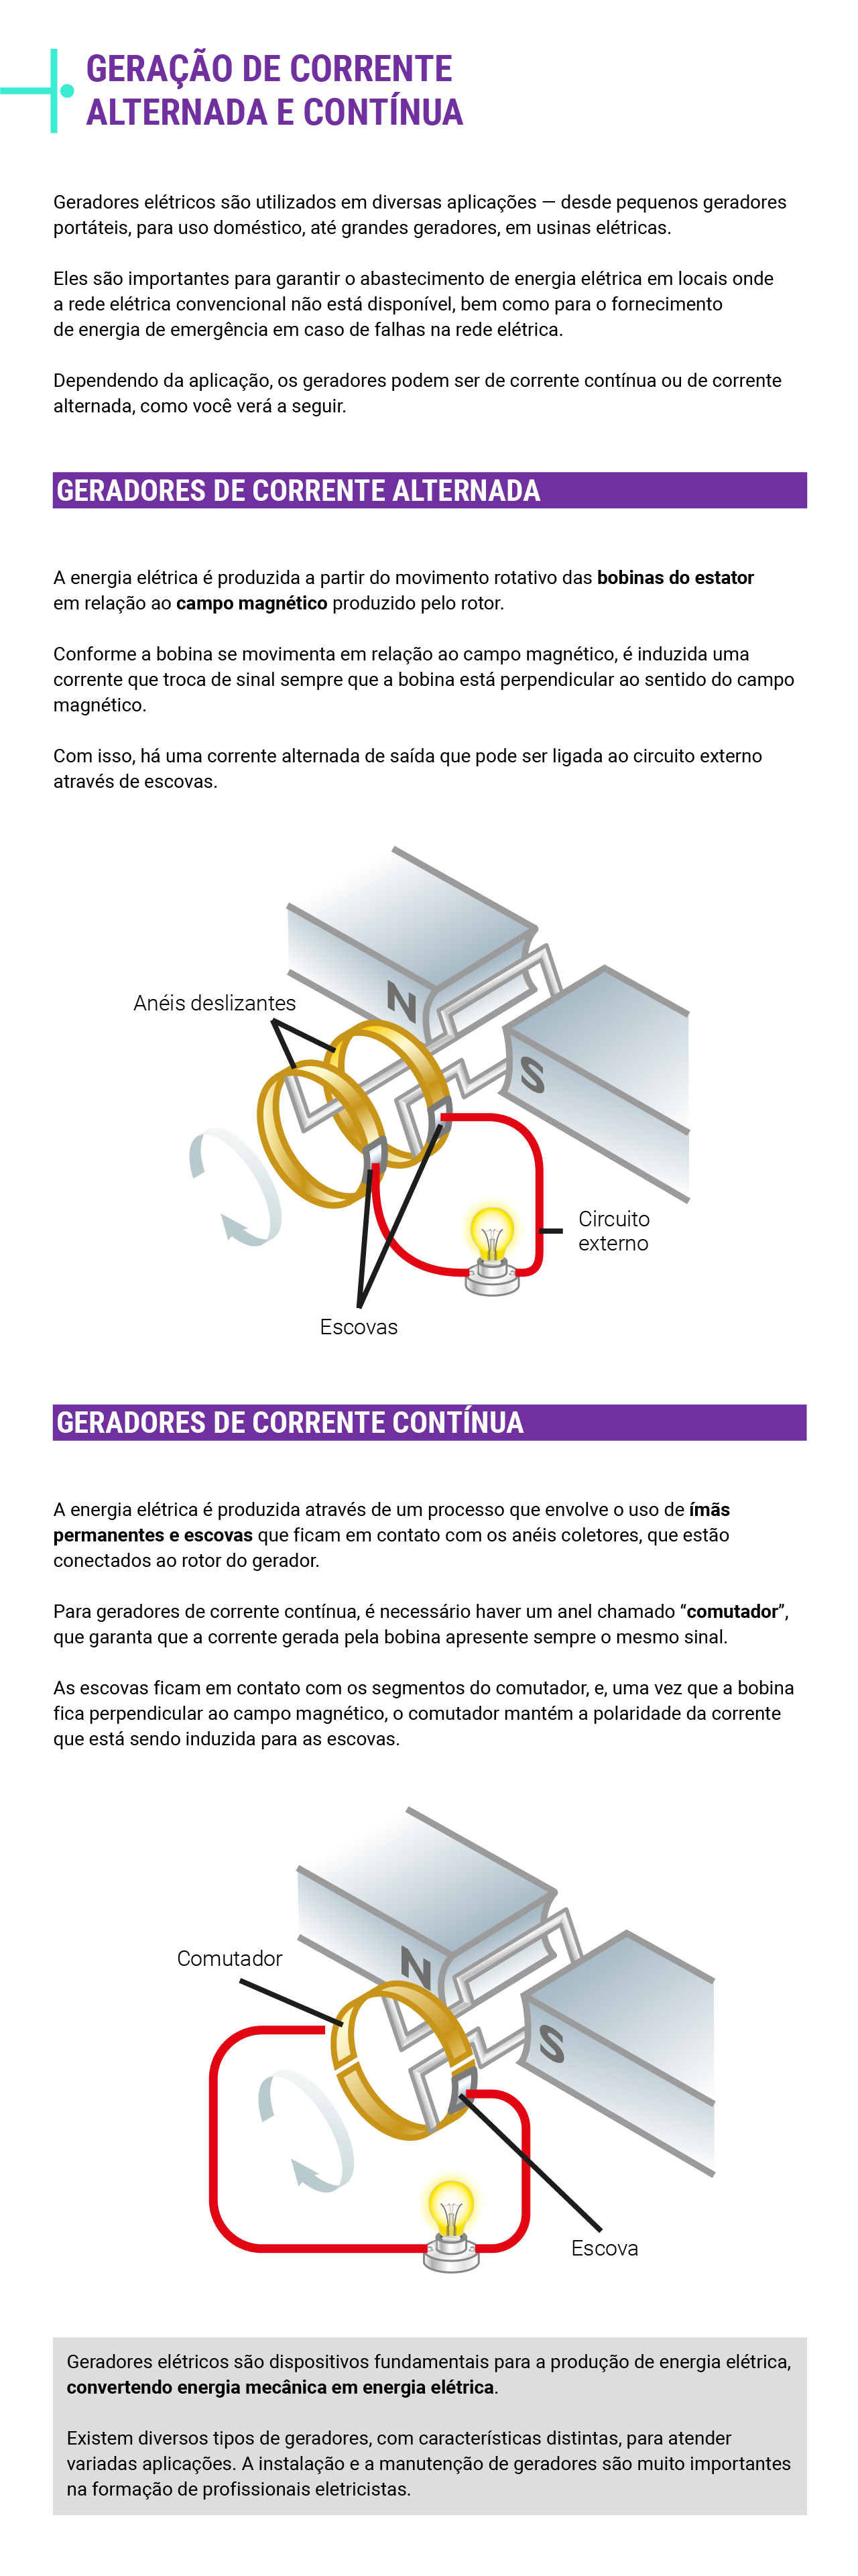 GERAÇÃO DE CORRENTE
ALTERNADA E CONTÍNUA
Geradores elétricos são utilizados em diversas aplicações — desde pequenos geradores
portáteis, para uso doméstico, até grandes geradores, em usinas elétricas.
Eles são importantes para garantir o abastecimento de energia elétrica em locais onde
a rede elétrica convencional não está disponível, bem como para o fornecimento
de energia de emergência em caso de falhas na rede elétrica.
Dependendo da aplicação, os geradores podem ser de corrente contínua ou de corrente
alternada, como você verá a seguir.
GERADORES DE CORRENTE ALTERNADA
A energia elétrica é produzida a partir do movimento rotativo das bobinas do estator
em relação ao campo magnético produzido pelo rotor.
Conforme a bobina se movimenta em relação ao campo magnético, é induzida uma
corrente que troca de sinal sempre que a bobina está perpendicular ao sentido do campo
magnético.
Com isso, há uma corrente alternada de saída que pode ser ligada ao circuito externo
através de escovas.
N
Anéis deslizantes
S
Circuito
externo
Escovas
GERADORES DE CORRENTE CONTÍNUA
A energia elétrica é produzida através de um processo que envolve o uso de ímãs
permanentes e escovas que ficam em contato com os anéis coletores, que estão
conectados ao rotor do gerador.
Para geradores de corrente contínua, é necessário haver um anel chamado “comutador”,
que garanta que a corrente gerada pela bobina apresente sempre o mesmo sinal.
As escovas ficam em contato com os segmentos do comutador, e, uma vez que a bobina
fica perpendicular ao campo magnético, o comutador mantém a polaridade da corrente
que está sendo induzida para as escovas.
Comutador
N
S
Escova
Geradores elétricos são dispositivos fundamentais para a produção de energia elétrica,
convertendo energia mecânica em energia elétrica.
Existem diversos tipos de geradores, com características distintas, para atender
variadas aplicações. A instalação e a manutenção de geradores são muito importantes
na formação de profissionais eletricistas.